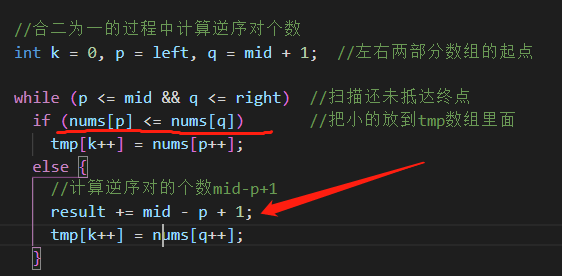 //合二为一的过程中计算逆序对个数
int k = 0, p = left, q = mid + 1;  //左右两部分数组的起点
while (p <= mid && q <= right)  //扫描还未抵达终点
if (nums[p] <= nums[q])  //把小的放到tmp数组里面
tmp[k++] = nums[p++];
else {
//计算逆序对的个数mid-p+1
result += mid - p + 1;
tmp[k++] = nums[q++];
}